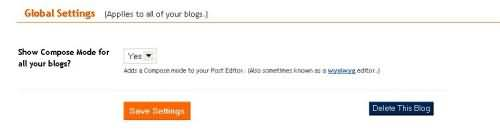 Global Settings (Applies to all of your blogs.)
Show Compose Mode for
all your blogs?
Yes
Adds a Compose mode to your Post Editor. (Also sometimes known as a wysiwyg editor.)
Save Settings
Delete This Blog